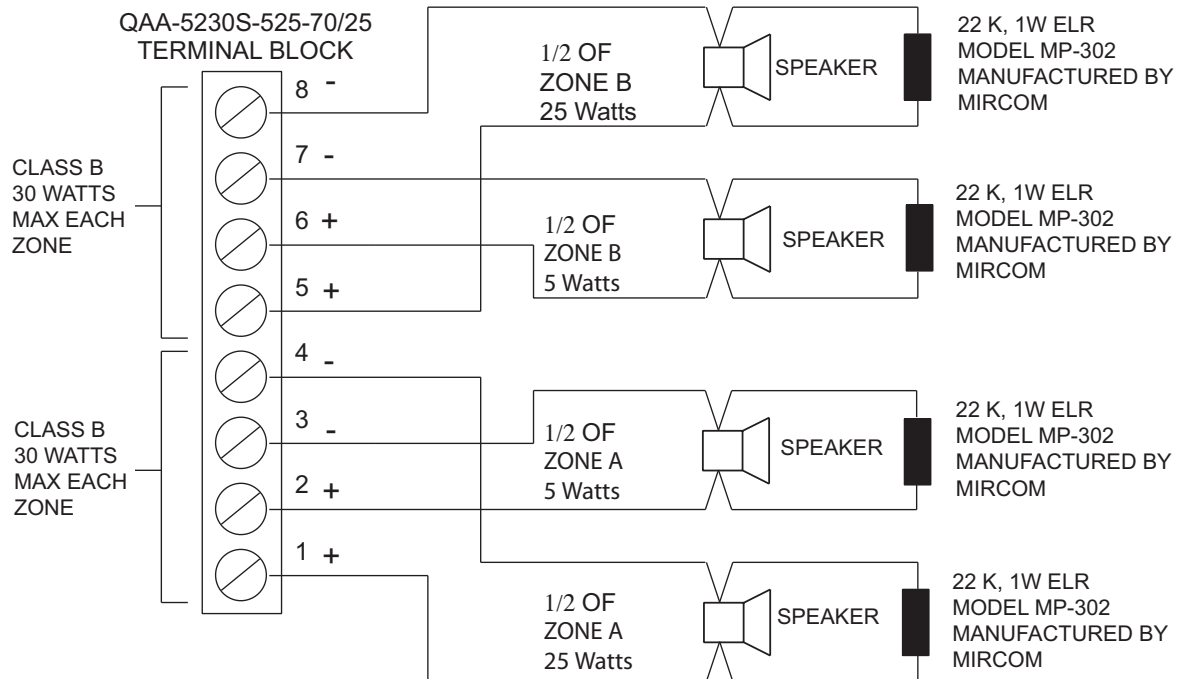 QAA-5230S-525-70/25
TERMINAL BLOCK
CLASS B
30 WATTS
MAX EACH
ZONE
CLASS B
30 WATTS
MAX EACH
ZONE
8 -
7 -
6 +
5 +
4 -
3 -
2 +
1 +
1/2 OF
ZONE B
25 Watts
SPEAKER
22 K, 1W ELR
MODEL MP-302
MANUFACTURED BY
MIRCOM
1/2 OF
ZONE B
5 Watts
SPEAKER
22 K, 1W ELR
MODEL MP-302
MANUFACTURED BY
MIRCOM
1/2 OF
ZONE A
5 Watts
SPEAKER
22 K, 1W ELR
MODEL MP-302
MANUFACTURED BY
MIRCOM
1/2 OF
ZONE A
25 Watts
SPEAKER
22 K, 1W ELR
MODEL MP-302
MANUFACTURED BY
MIRCOM